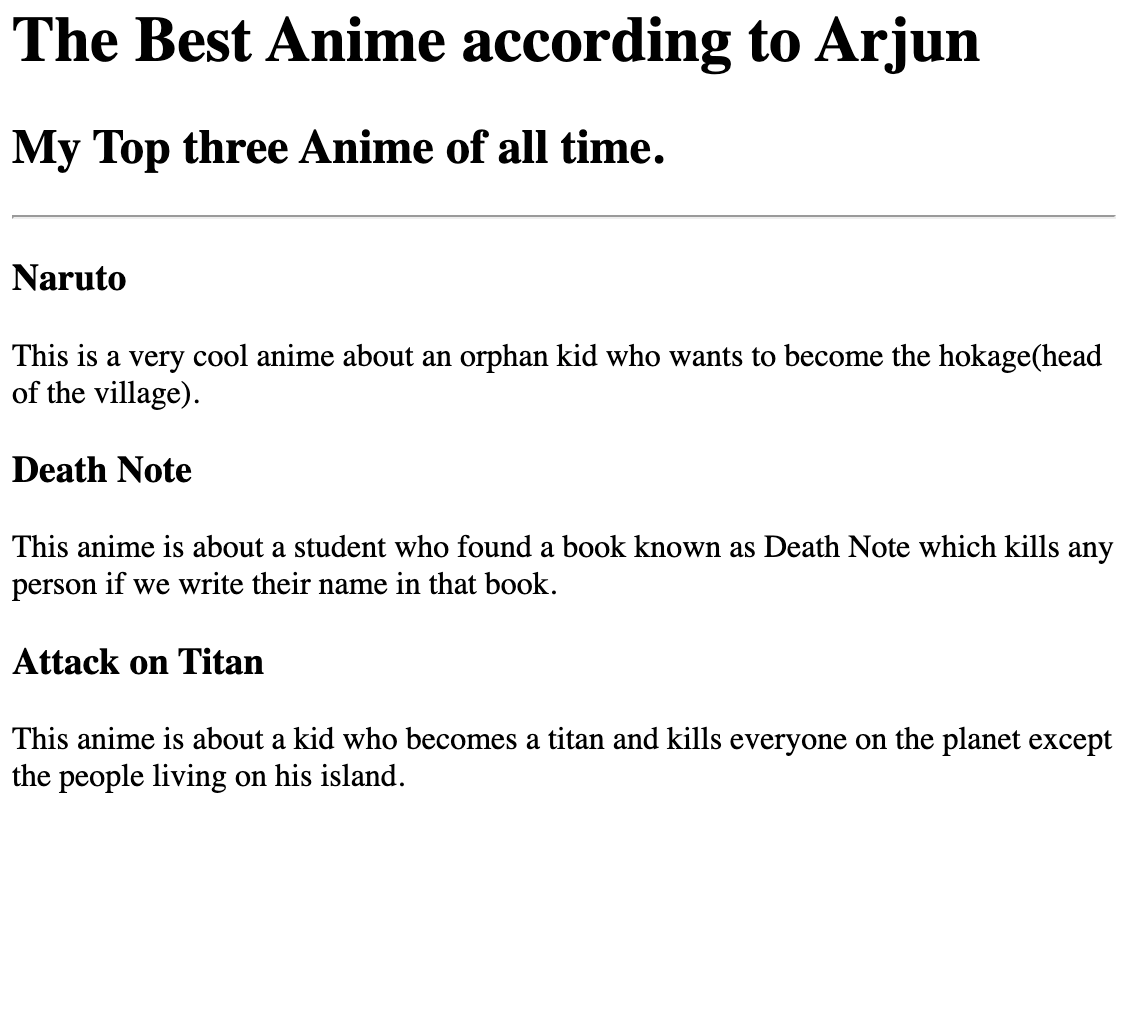 The Best Anime according to Arjun
My Top three Anime of all time.
Naruto
This is a very cool anime about an orphan kid who wants to become the hokage(head
of the village).
Death Note
This anime is about a student who found a book known as Death Note which kills any
person if we write their name in that book.
Attack on Titan
This anime is about a kid who becomes a titan and kills everyone on the planet except
the people living on his island.